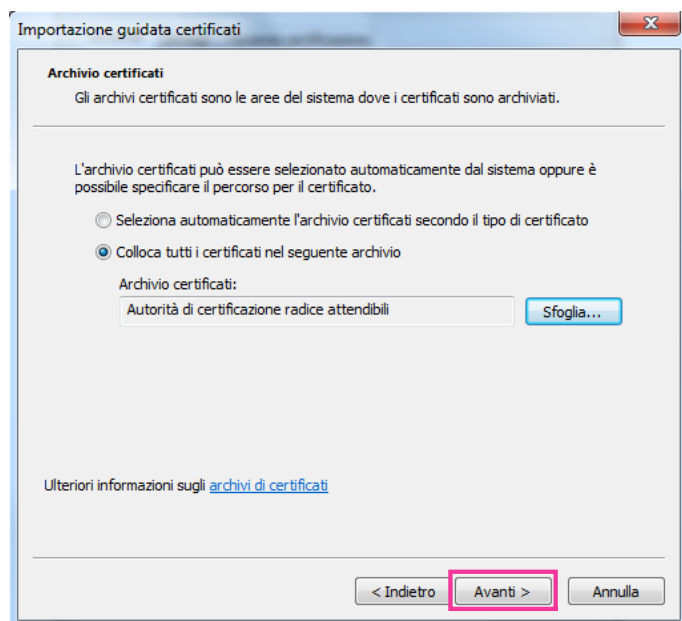 Importazione guidata certificati
Archivio certificati
Gli archivi certificati sono le aree del sistema dove i certificati sono archiviati.
L'archivio certificati può essere selezionato automaticamente dal sistema oppure è
possibile specificare il percorso per il certificato.
Seleziona automaticamente l'archivio certificati secondo il tipo di certificato
Colloca tutti i certificati nel seguente archivio
Archivio certificati:
Autorità di certificazione radice attendibili
Sfoglia...
Ulteriori informazioni sugli archivi di certificati
< Indietro Avanti > Annulla